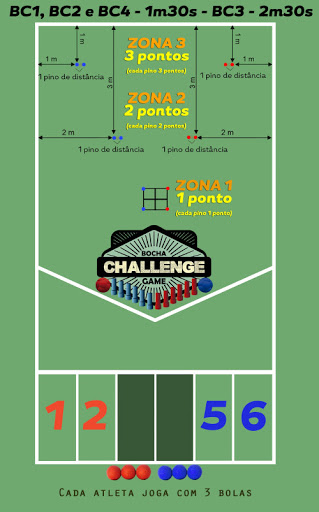 BC1, BC2 e BC4 - 1m30s - BC3 - 2m30s
1 m
1 m
ZONA 3
3 pontos
(cada pino 3 pontos)
1 m
1 m
1 pino de distância
1 pino de distância
3 m
3 m
ZONA 2
2 pontos
(cada pino 2 pontos)
2 m
2 m
1 pino de distância
1 pino de distância
ZONA 1
1 ponto
(cada pino 1 ponto)
BOCHA
CHALLENGE
GAME
1 2 5 6
Cada atleta joga com 3 bolas